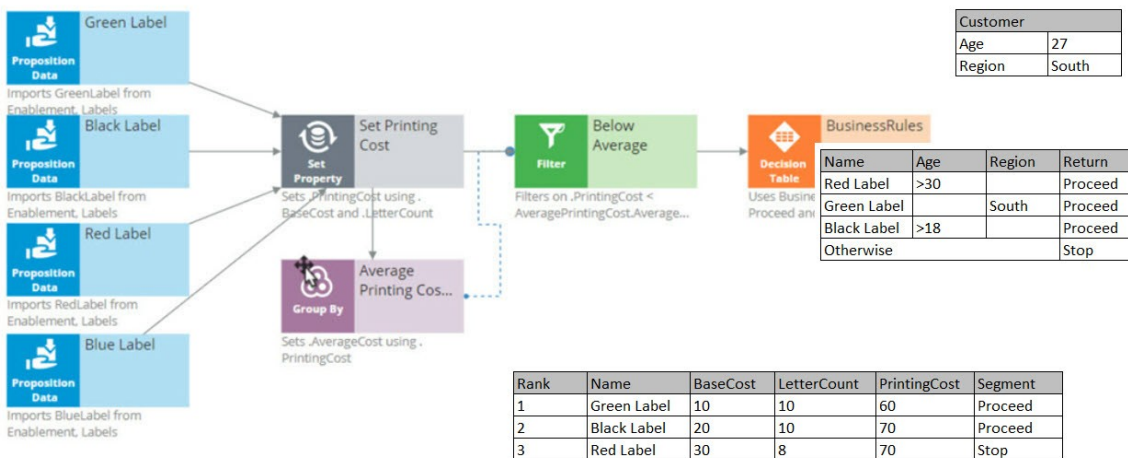 Green Label
Proposition
Data
Imports GreenLabel from
Enablement, Labels
Black Label
Proposition
Data
Imports BlackLabel from
Enablement, Labels
Red Label
Proposition
Data
Imports RedLabel from
Enablement, Labels
Blue Label
Proposition
Data
Imports BlueLabel from
Enablement, Labels
Set Printing
Cost
Set
Property
Sets .PrintingCost using .
BaseCost and .LetterCount
Average
Printing Cos...
Group By
Sets .AverageCost using .
PrintingCost
Below
Average
Filter
Filters on .PrintingCost <
AveragePrintingCost.Average...
BusinessRules
Decision
Table
Uses Busine
Proceed and
Customer
Age 27
Region South
Name Age Region Return
Red Label >30 Proceed
Green Label South Proceed
Black Label >18 Proceed
Otherwise Stop
Rank Name BaseCost LetterCount PrintingCost Segment
1 Green Label 10 10 60 Proceed
2 Black Label 20 10 70 Proceed
3 Red Label 30 8 70 Stop